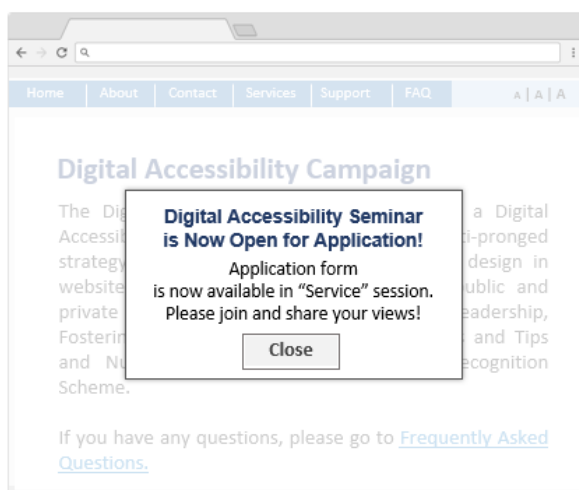 Home About Contact Services Support FAQ A | A | A
Digital Accessibility Campaign
The Dig a Digital
Accessib ti-pronged
strategy design in
website ublic and
private eadership,
Fosterin and Tips
and Nu ecognition
Scheme.
If you have any questions, please go to Frequently Asked
Questions.
Digital Accessibility Seminar
is Now Open for Application!
Application form
is now available in “Service” session.
Please join and share your views!
Close